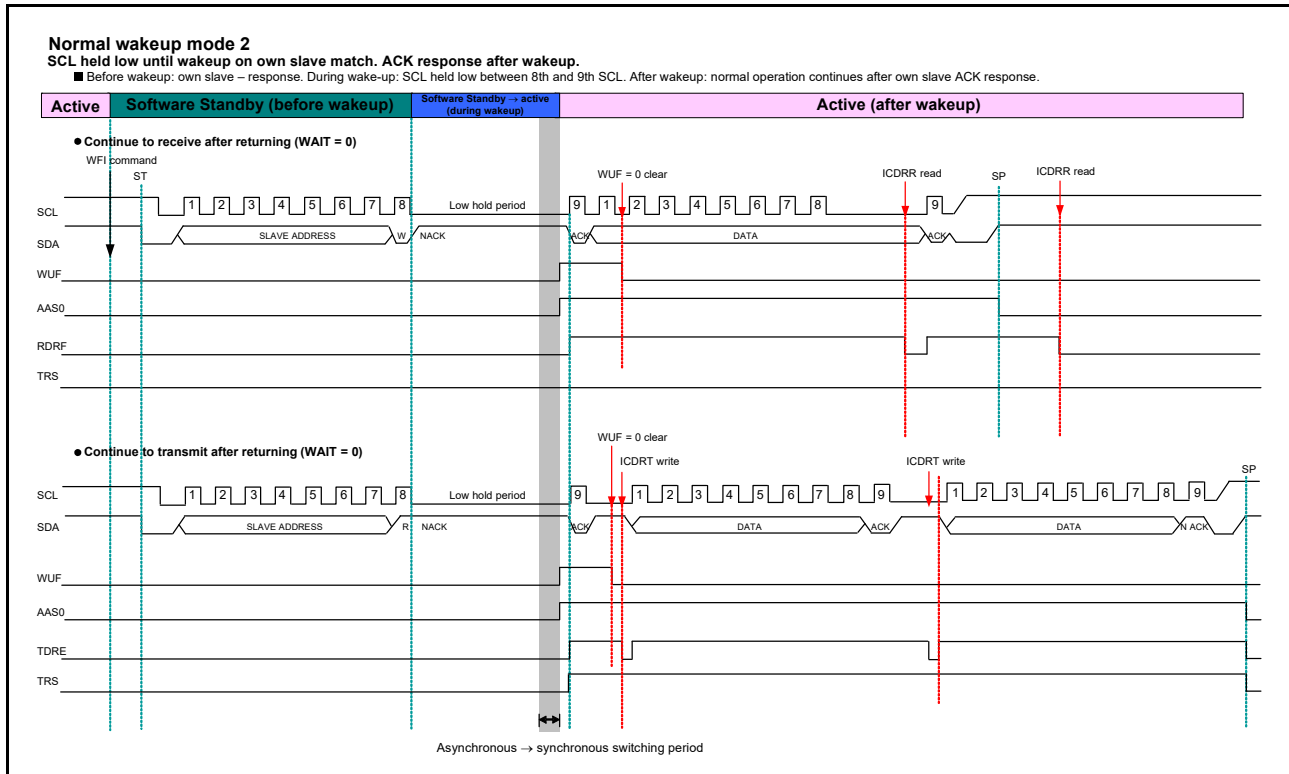 Normal wakeup mode 2
SCL held low until wakeup on own slave match. ACK response after wakeup.
■ Before wakeup: own slave – response. During wake-up: SCL held low between 8th and 9th SCL. After wakeup: normal operation continues after own slave ACK response.
Active
Software Standby (before wakeup)
Software Standby → active
(during wakeup)
Active (after wakeup)
● Continue to receive after returning (WAIT = 0)
WFI command
ST
WUF = 0 clear
ICDRR read
SP
ICDRR read
SCL
1 2 3 4 5 6 7 8
Low hold period
9 1 2 3 4 5 6 7 8
9
SDA
SLAVE ADDRESS
W
NACK
ACK
DATA
ACK
WUF
AAS0
RDRF
TRS
● Continue to transmit after returning (WAIT = 0)
WUF = 0 clear
ICDRT write
ICDRT write
SP
SCL
1 2 3 4 5 6 7 8
Low hold period
9
1 2 3 4 5 6 7 8 9
1 2 3 4 5 6 7 8 9
SDA
SLAVE ADDRESS
R
NACK
ACK
DATA
ACK
DATA
N ACK
WUF
AAS0
TDRE
TRS
Asynchronous → synchronous switching period